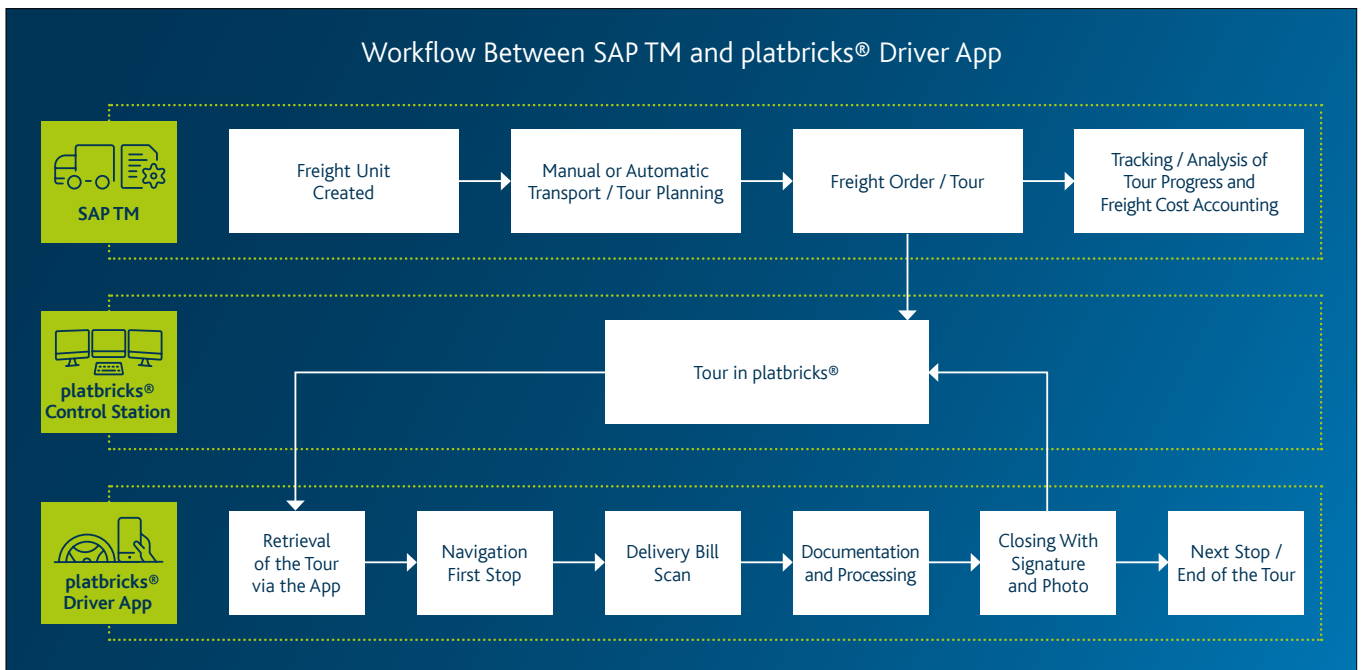 Workflow Between SAP TM and platbricks® Driver App
SAP TM
Freight Unit
Created
Manual or Automatic
Transport / Tour Planning
Freight Order / Tour
Tracking / Analysis of
Tour Progress and
Freight Cost Accounting
platbricks®
Control Station
Tour in platbricks®
platbricks®
Driver App
Retrieval
of the Tour
via the App
Navigation
First Stop
Delivery Bill
Scan
Documentation
and Processing
Closing With
Signature
and Photo
Next Stop /
End of the Tour